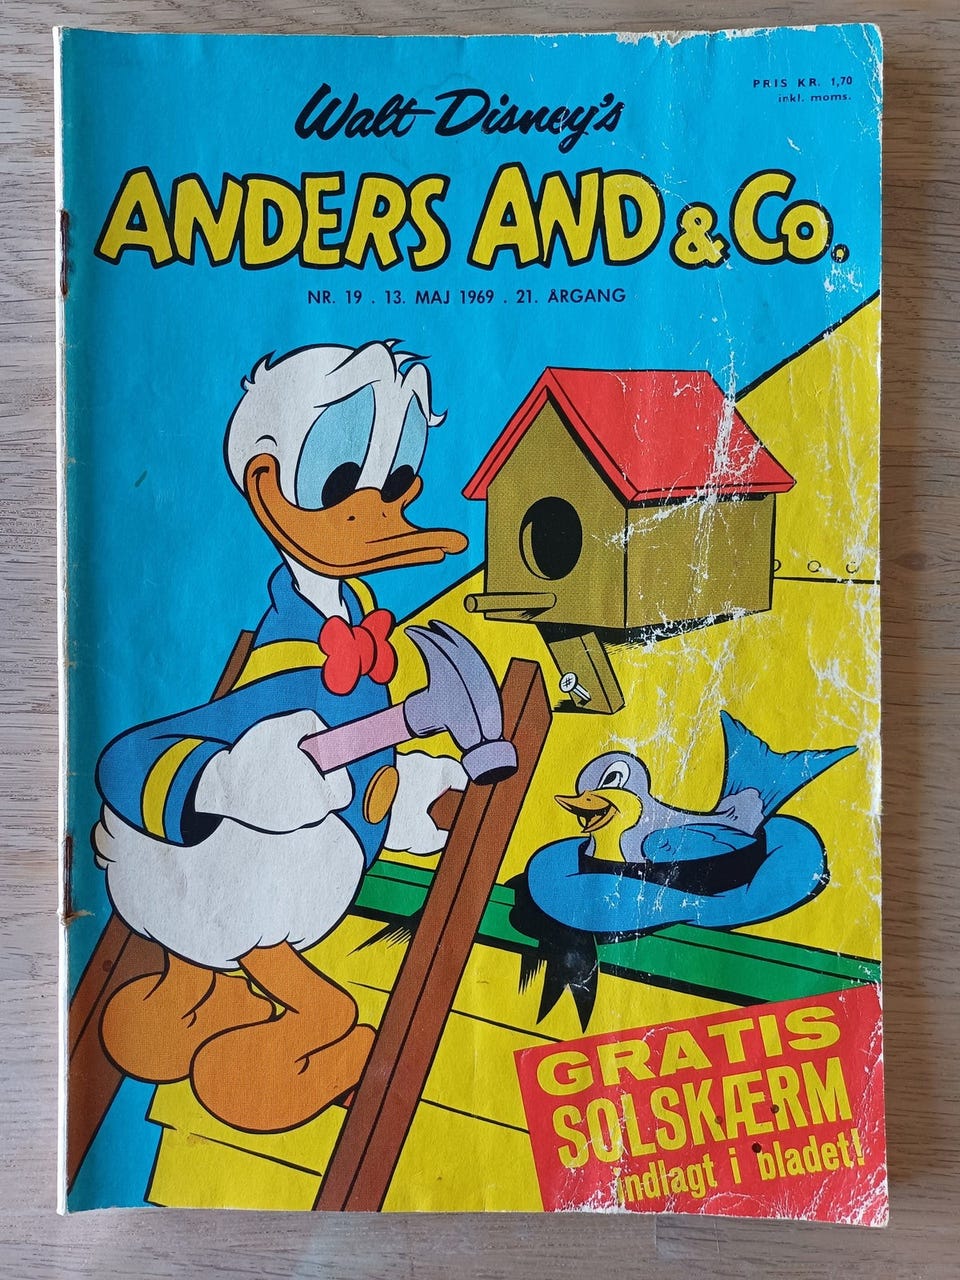 PRIS KR. 1,70
inkl. moms.
Walt Disney's
ANDERS AND & Co.
NR. 19 . 13. MAJ 1969 . 21. ÅRGANG
GRATIS
SOLSKÆRM
indlagt i bladet!